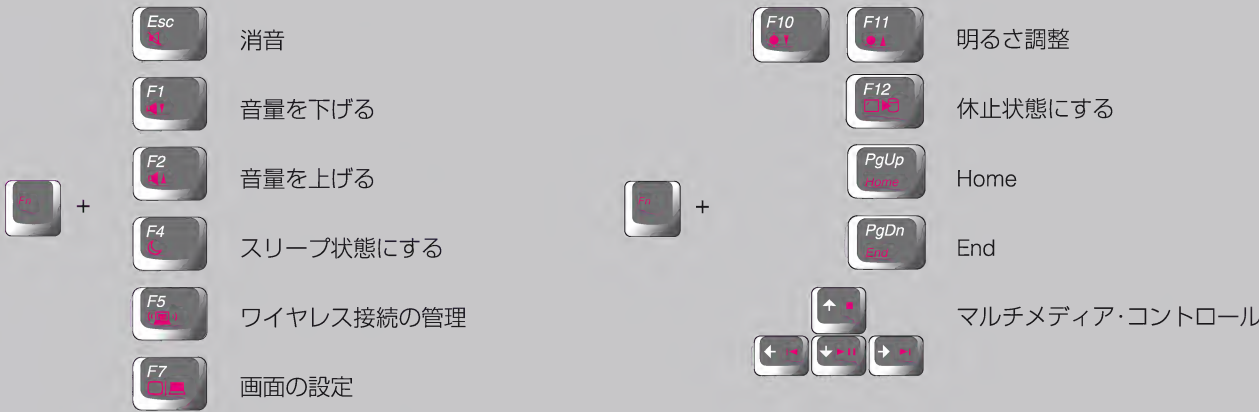 Fn
+
Esc
消音
F1
音量を下げる
F2
音量を上げる
F4
スリープ状態にする
F5
ワイヤレス接続の管理
F7
画面の設定
Fn
+
F10 F11
明るさ調整
F12
休止状態にする
PgUp
Home
Home
PgDn
End
End
マルチメディア・コントロール